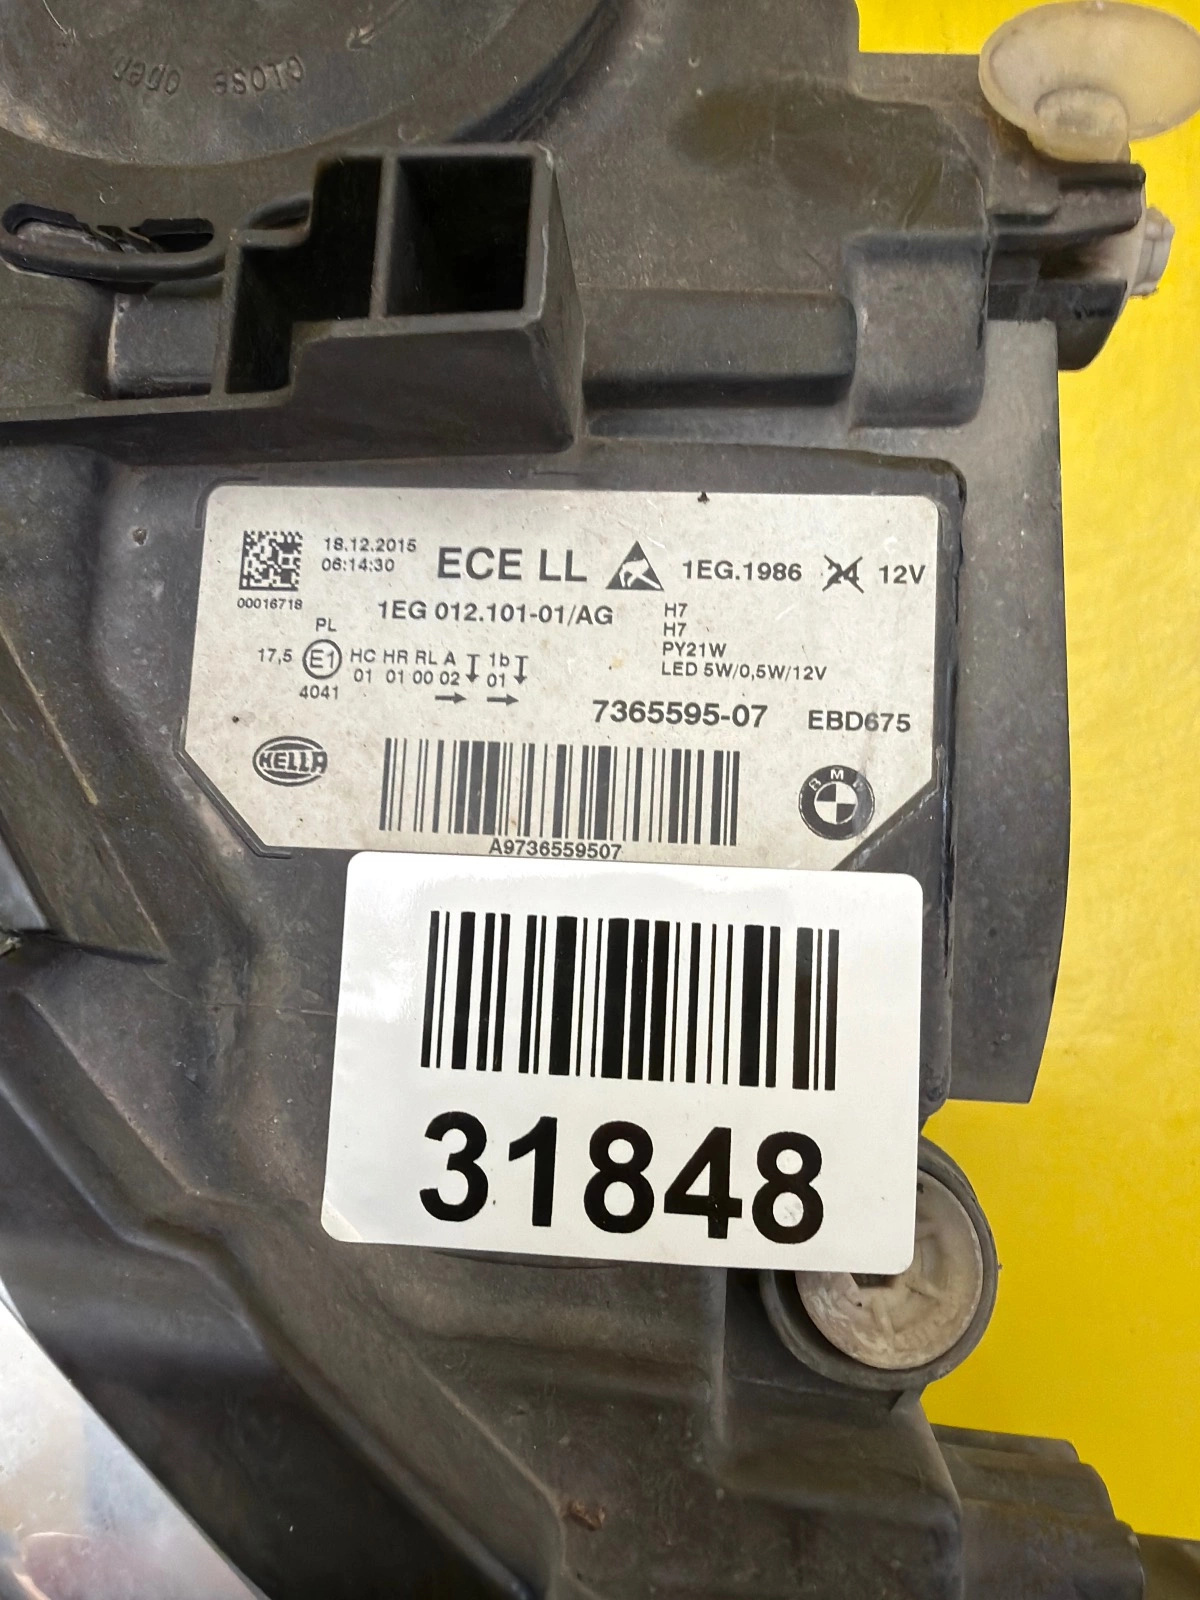 CLOSE open
18.12.2015
06:14:30
ECE LL
1EG.1986 24 12V
00016718
1EG 012.101-01/AG
H7
H7
PY21W
LED 5W/0,5W/12V
PL
17,5 E1 HC HR RL A 1b
01 01 00 02 01
4041
7365595-07 EBD675
HELLA
BMW
A9736559507
31848